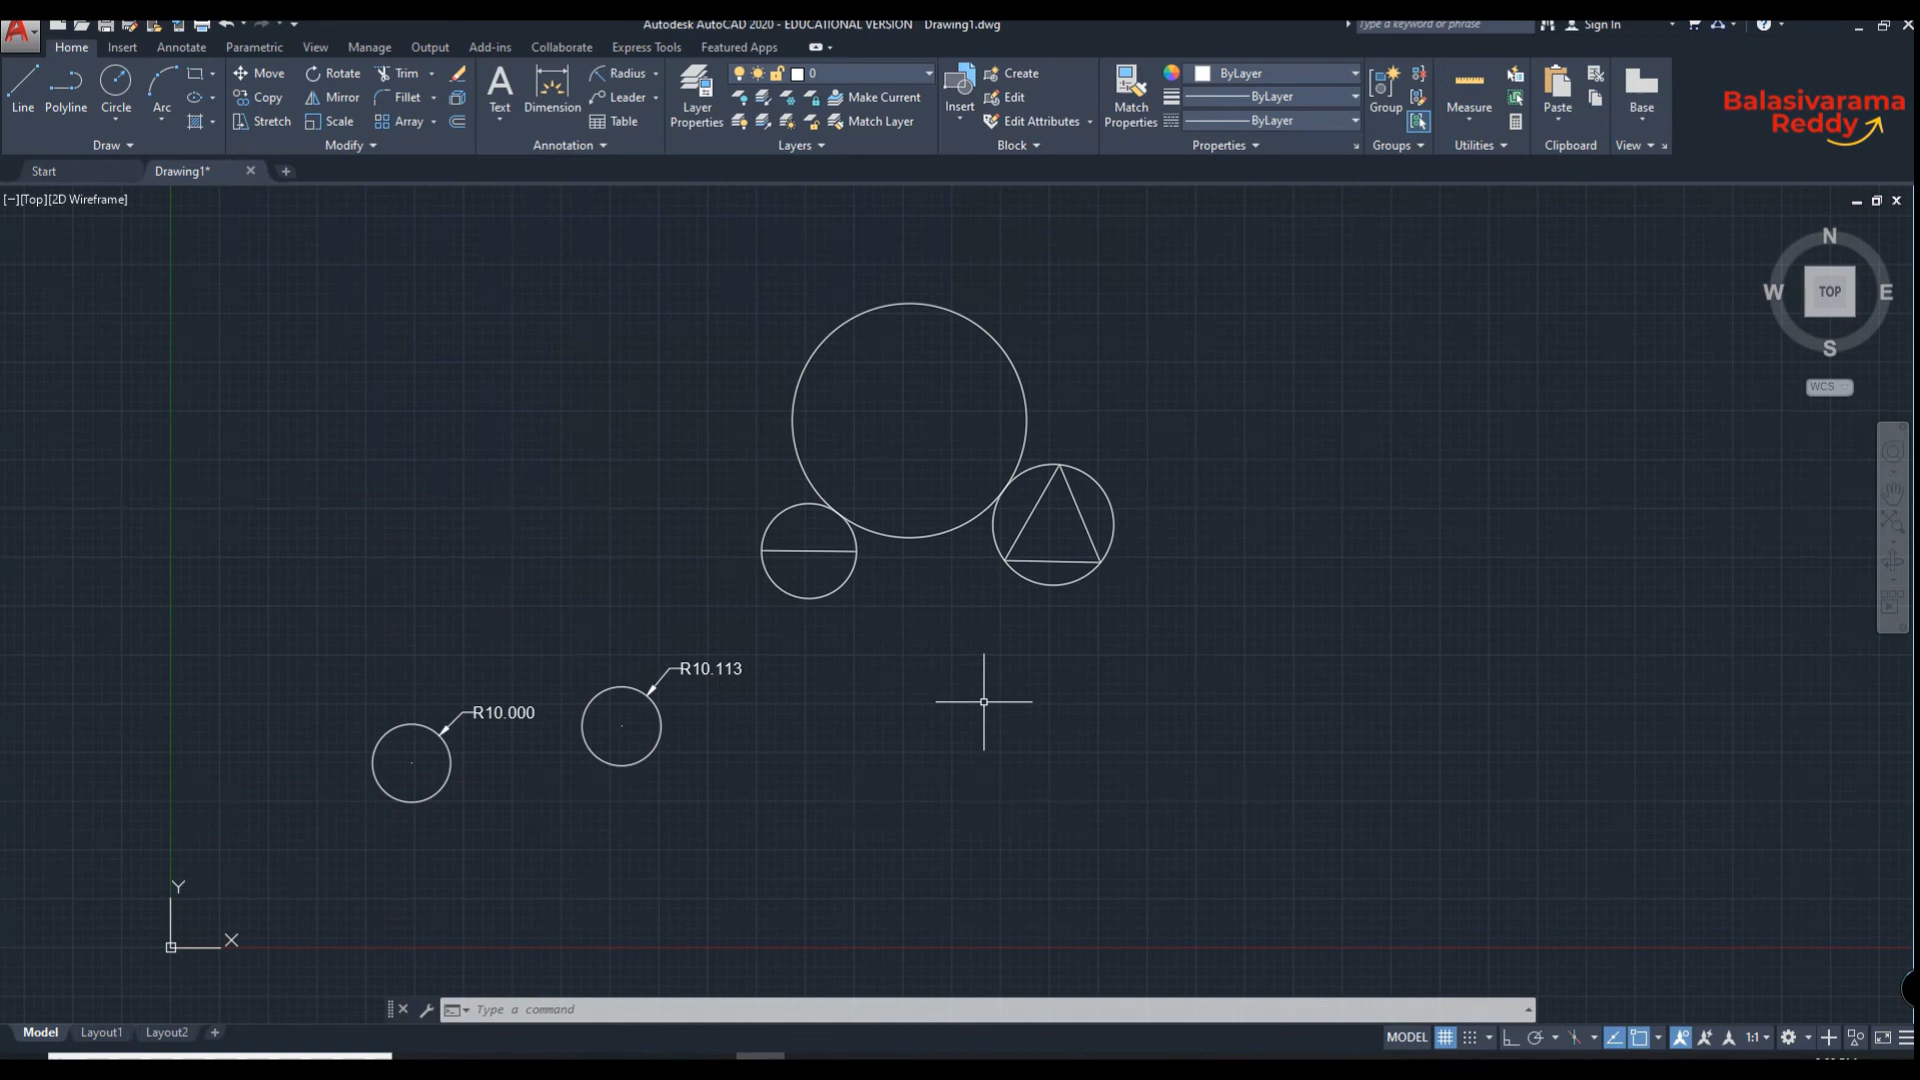 Autodesk AutoCAD 2020 - EDUCATIONAL VERSION Drawing1.dwg
Type a keyword or phrase
Sign In
Home Insert Annotate Parametric View Manage Output Add-ins Collaborate Express Tools Featured Apps
Line Polyline Circle Arc
Move Rotate Trim
Copy Mirror Fillet
Stretch Scale Array
Text Dimension
Radius
Leader
Table
Layer Properties
0
Make Current
Match Layer
Insert
Create
Edit
Edit Attributes
Match Properties
ByLayer
ByLayer
ByLayer
Group
Measure
Paste
Base
Draw Modify Annotation Layers Block Properties Groups Utilities Clipboard View
Balasivarama
Reddy
Start Drawing1*
[−][Top][2D Wireframe]
N
W TOP E
S
WCS
R10.113
R10.000
Y
X
Type a command
Model Layout1 Layout2
MODEL 1:1